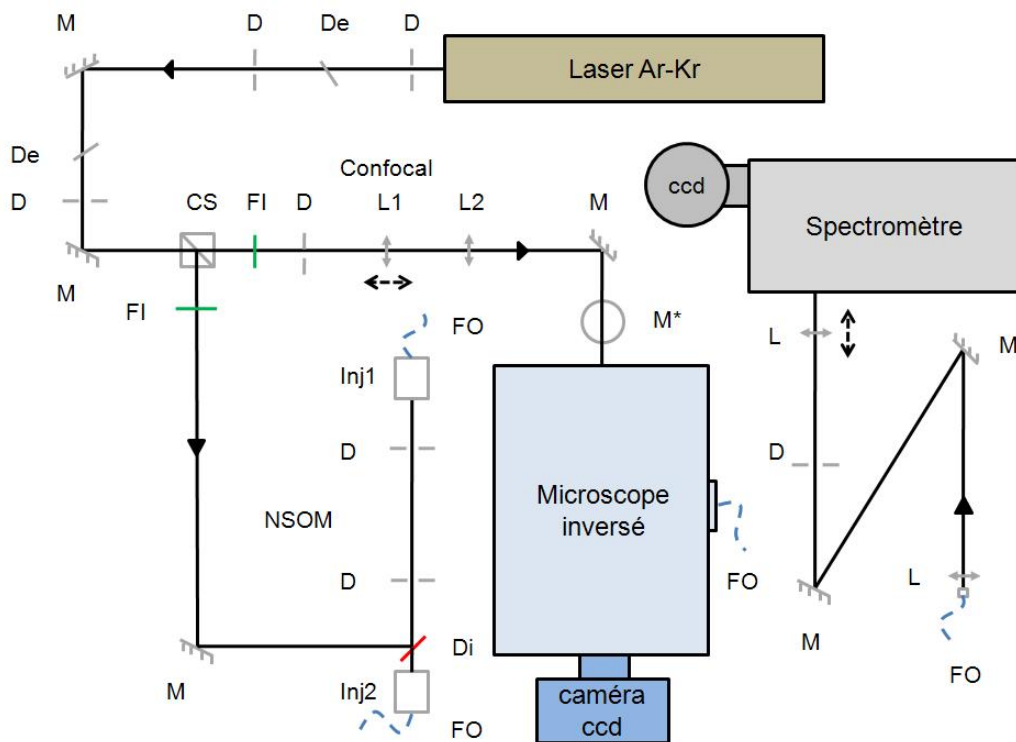 M
D
De
D
Laser Ar-Kr
De
Confocal
D
CS
FI
D
L1
L2
M
ccd
Spectromètre
M
FI
FO
M*
L
M
Inj1
D
D
Microscope
inversé
NSOM
FO
D
L
M
Di
M
Inj2
FO
caméra
ccd
FO